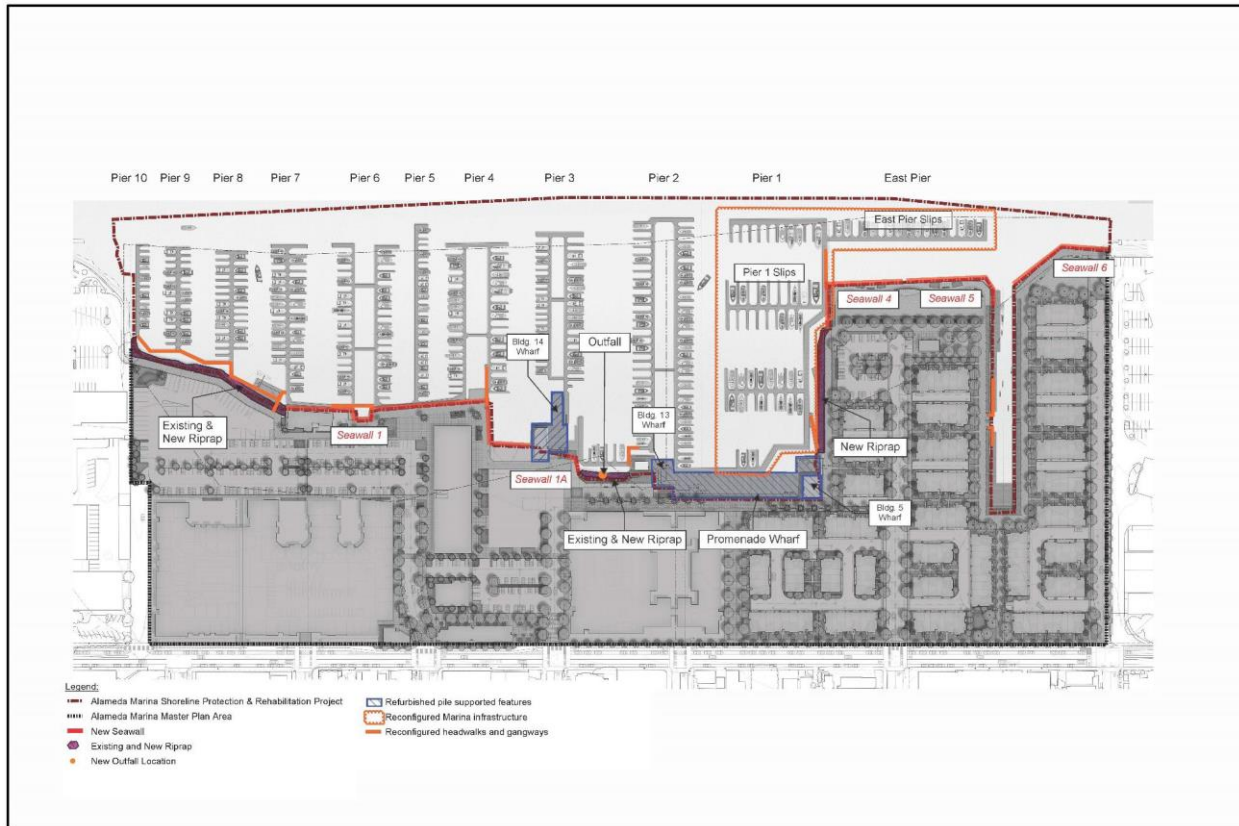 Pier 10 Pier 9 Pier 8 Pier 7 Pier 6 Pier 5 Pier 4 Pier 3 Pier 2 Pier 1 East Pier
East Pier Slips
Seawall 6
Pier 1 Slips
Seawall 4
Seawall 5
Bldg. 14
Wharf
Outfall
Bldg. 13
Wharf
Existing &
New Riprap
Seawall 1
New Riprap
Seawall 1A
Bldg. 5
Wharf
Existing & New Riprap
Promenade Wharf
Legend:
Alameda Marina Shoreline Protection & Rehabilitation Project
Alameda Marina Master Plan Area
New Seawall
Existing and New Riprap
New Outfall Location
Refurbished pile supported features
Reconfigured Marina infrastructure
Reconfigured headwalks and gangways